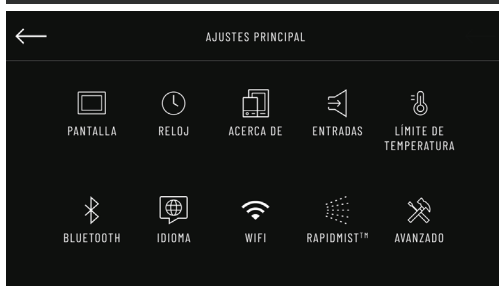 AJUSTES PRINCIPAL
PANTALLA RELOJ ACERCA DE ENTRADAS LÍMITE DE
TEMPERATURA
BLUETOOTH IDIOMA WIFI RAPIDMIST™ AVANZADO